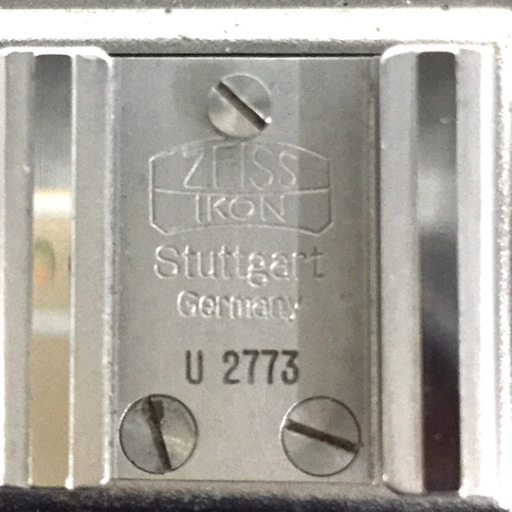 ZEISS
IKON
Stuttgart
Germany
U 2773